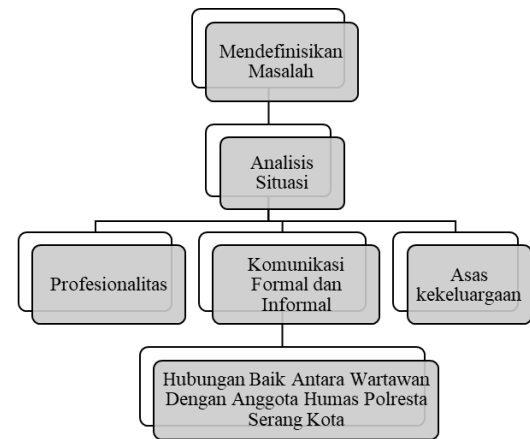 Mendefinisikan
Masalah
Analisis
Situasi
Profesionalitas
Komunikasi
Formal dan
Informal
Asas
kekeluargaan
Hubungan Baik Antara Wartawan
Dengan Anggota Humas Polresta
Serang Kota